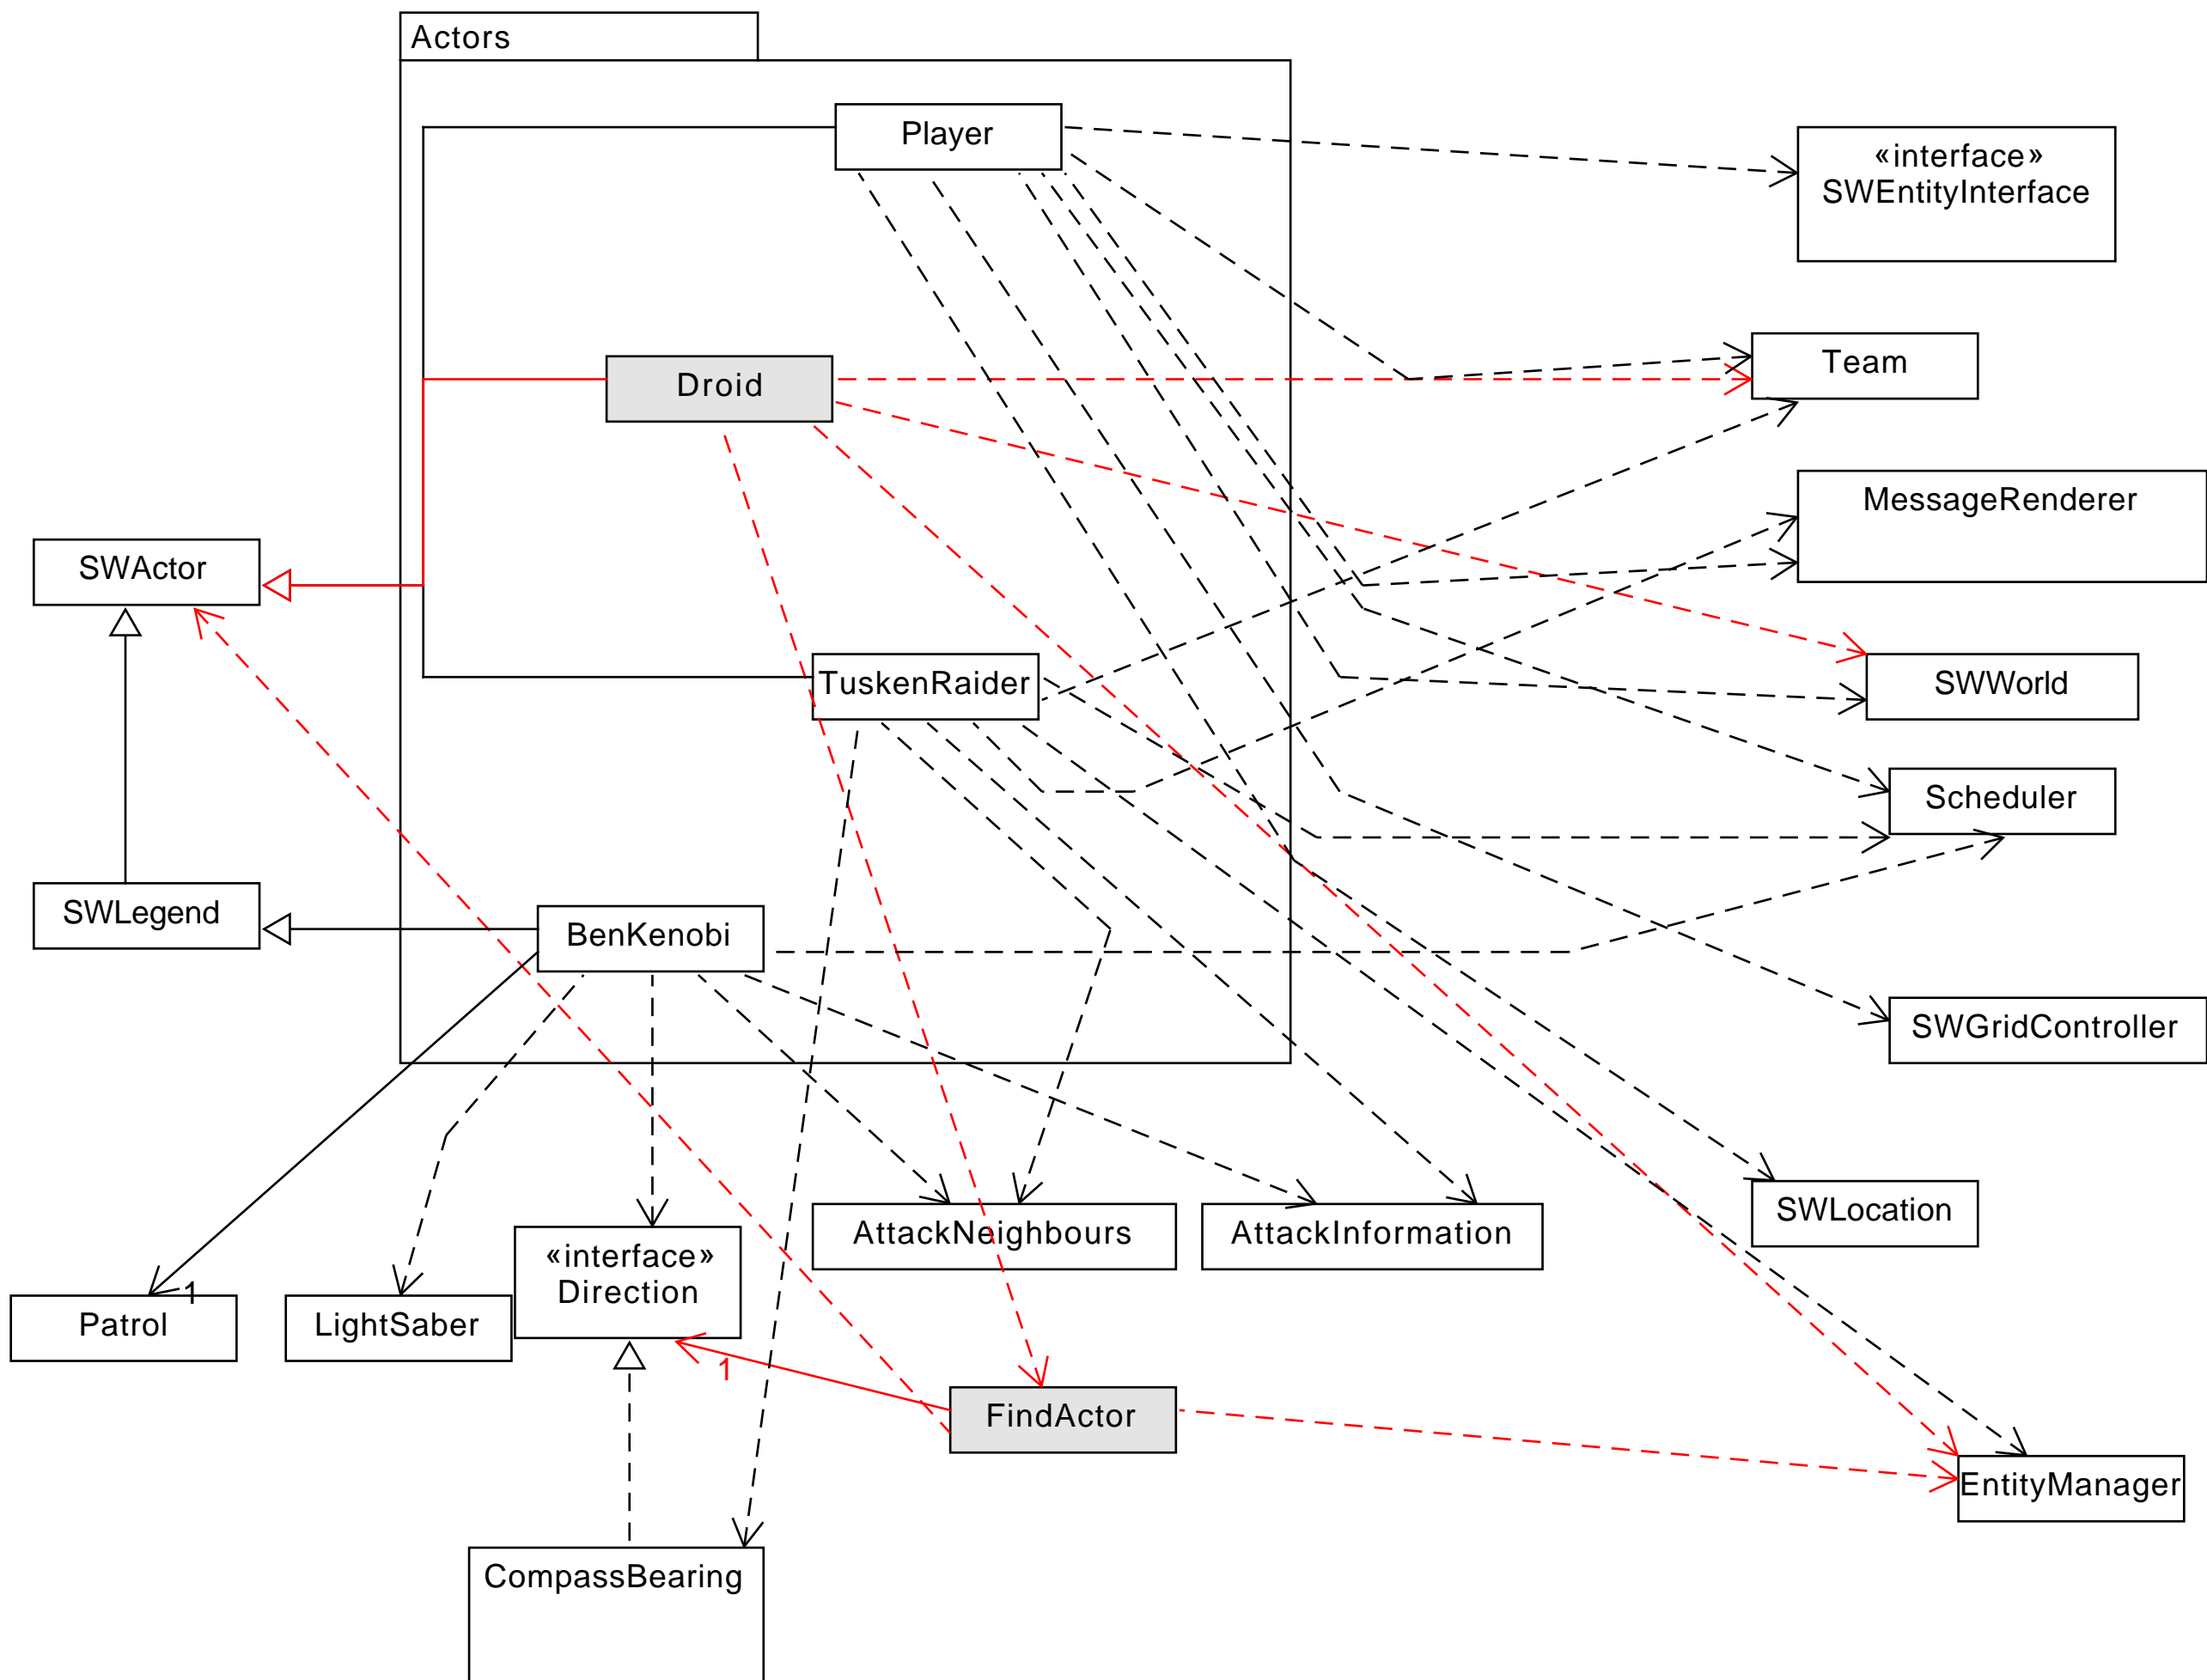 Actors
Player
«interface»
SWEntityInterface
Team
Droid
MessageRenderer
SWActor
TuskenRaider
SWWorld
Scheduler
SWLegend
BenKenobi
SWGridController
SWLocation
AttackNeighbours
AttackInformation
«interface»
Direction
1
Patrol
LightSaber
1
FindActor
EntityManager
CompassBearing